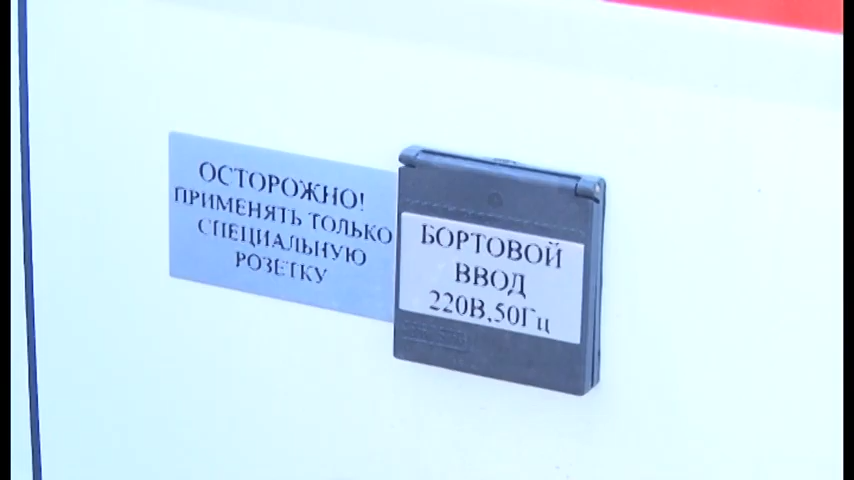 ОСТОРОЖНО!
ПРИМЕНЯТЬ ТОЛЬКО
СПЕЦИАЛЬНУЮ
РОЗЕТКУ
БОРТОВОЙ
ВВОД
220В,50Гц